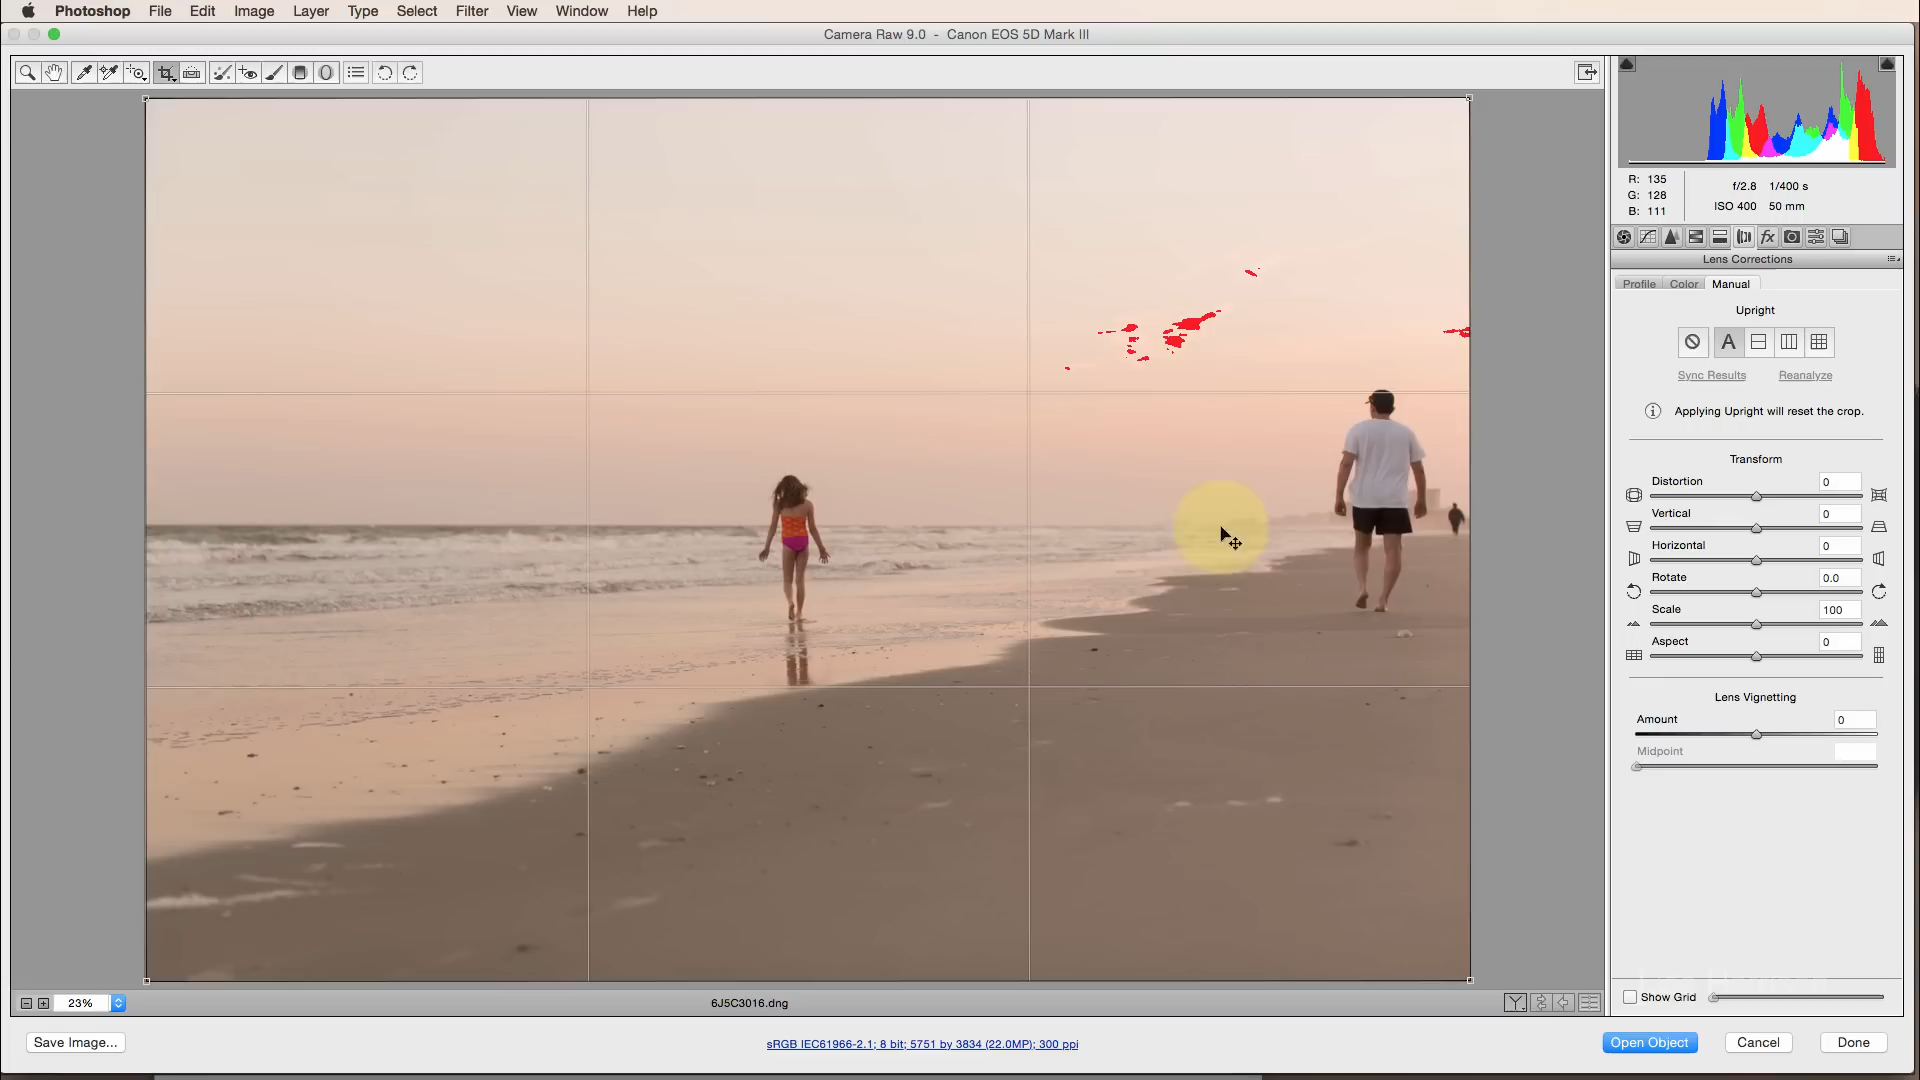 Photoshop File Edit Image Layer Type Select Filter View Window Help
Camera Raw 9.0 - Canon EOS 5D Mark III
R: 135
G: 128
B: 111
f/2.8 1/400 s
ISO 400 50 mm
fx
Lens Corrections
Profile Color Manual
Upright
A
Sync Results Reanalyze
Applying Upright will reset the crop.
Transform
Distortion 0
Vertical 0
Horizontal 0
Rotate 0.0
Scale 100
Aspect 0
Lens Vignetting
Amount 0
Midpoint
Show Grid
23%
6J5C3016.dng
Y
Save Image...
sRGB IEC61966-2.1; 8 bit; 5751 by 3834 (22.0MP); 300 ppi
Open Object Cancel Done